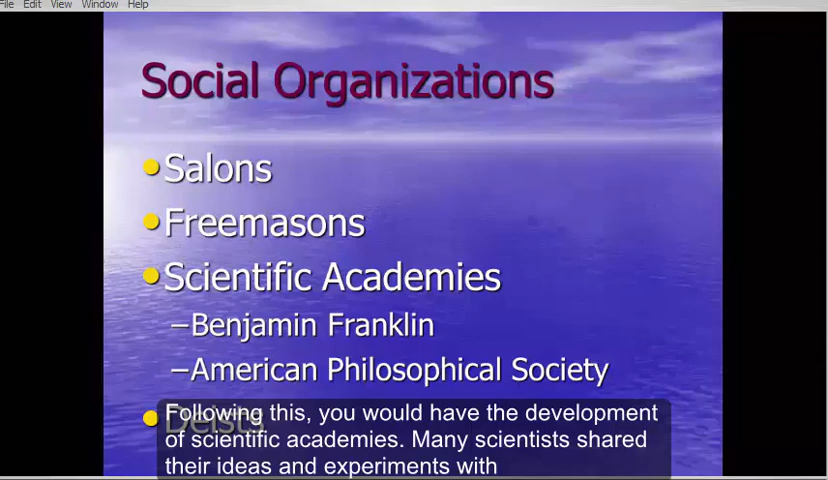 File Edit View Window Help
Social Organizations
Salons
Freemasons
Scientific Academies
–Benjamin Franklin
–American Philosophical Society
Deists
Following this, you would have the development
of scientific academies. Many scientists shared
their ideas and experiments with